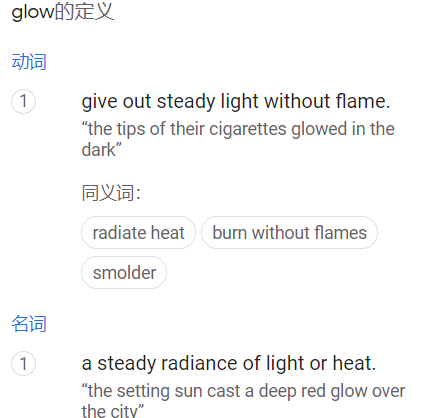 glow的定义
动词
1 give out steady light without flame.
“the tips of their cigarettes glowed in the
dark”
同义词：
radiate heat burn without flames
smolder
名词
1 a steady radiance of light or heat.
“the setting sun cast a deep red glow over
the city”